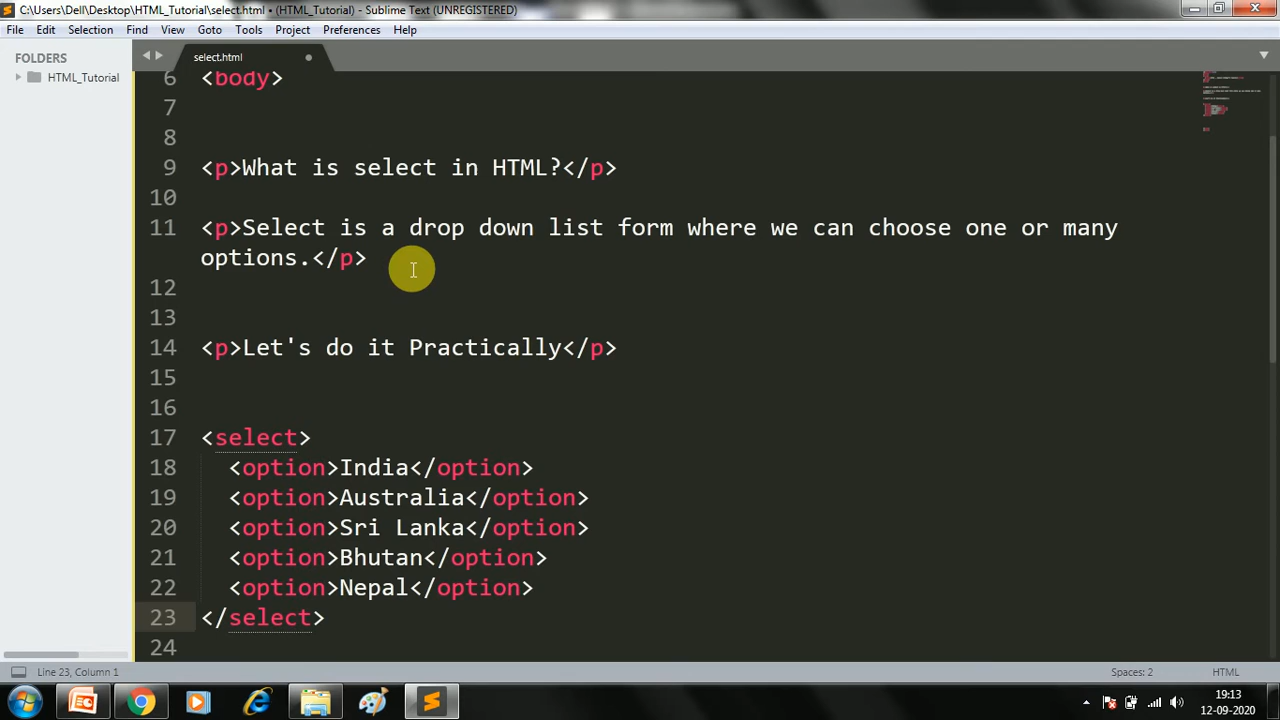 C:\Users\Dell\Desktop\HTML_Tutorial\select.html • (HTML_Tutorial) - Sublime Text (UNREGISTERED)
File Edit Selection Find View Goto Tools Project Preferences Help
FOLDERS
HTML_Tutorial
select.html
6 <body>
7
8
9 <p>What is select in HTML?</p>
10
11 <p>Select is a drop down list form where we can choose one or many
options.</p>
12
13
14 <p>Let's do it Practically</p>
15
16
17 <select>
18 <option>India</option>
19 <option>Australia</option>
20 <option>Sri Lanka</option>
21 <option>Bhutan</option>
22 <option>Nepal</option>
23 </select>
24
Line 23, Column 1
Spaces: 2
HTML
19:13
12-09-2020